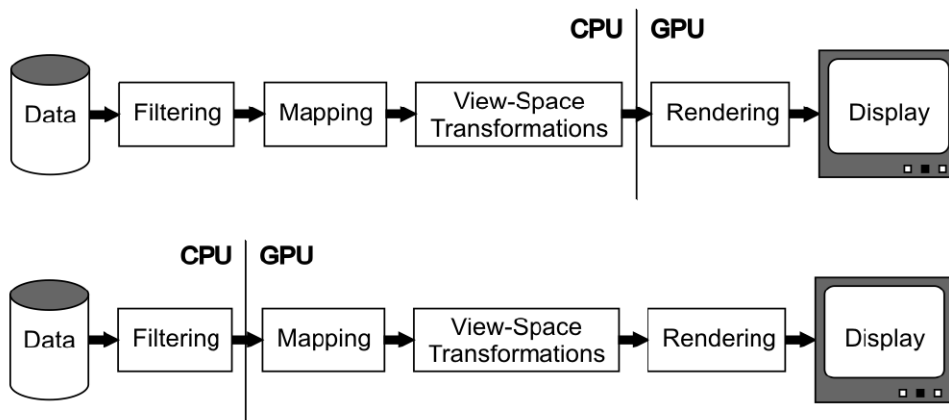 CPU GPU
Data
Filtering
Mapping
View-Space
Transformations
Rendering
Display
CPU GPU
Data
Filtering
Mapping
View-Space
Transformations
Rendering
Display